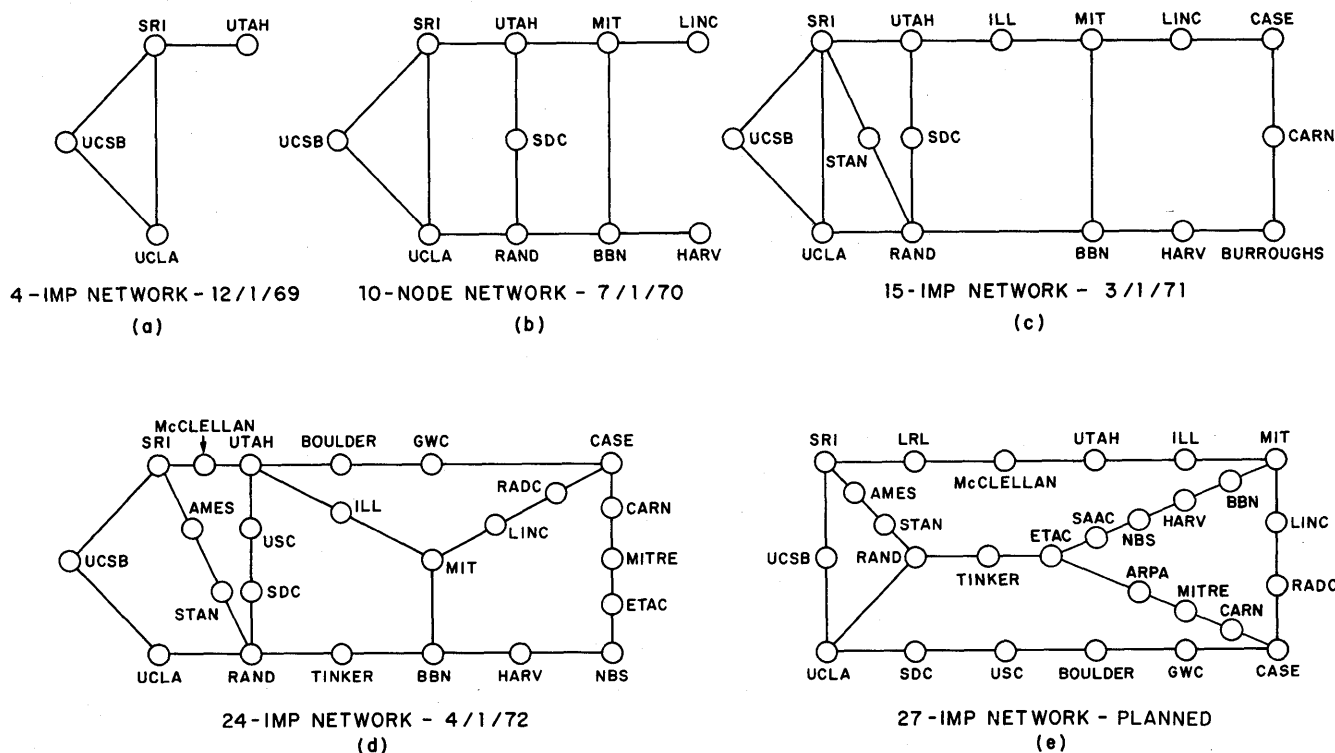 SRI UTAH
UCSB
UCLA
4-IMP NETWORK - 12/1/69
(a)
SRI UTAH MIT LINC
UCSB SDC
UCLA RAND BBN HARV
10-NODE NETWORK - 7/1/70
(b)
SRI UTAH ILL MIT LINC CASE
UCSB STAN SDC CARN
UCLA RAND BBN HARV BURROUGHS
15-IMP NETWORK - 3/1/71
(c)
McCLELLAN
SRI UTAH BOULDER GWC CASE
RADC
AMES ILL CARN
LINC
USC
UCSB MIT MITRE
STAN SDC ETAC
UCLA RAND TINKER BBN HARV NBS
24-IMP NETWORK - 4/1/72
(d)
SRI LRL UTAH ILL MIT
McCLELLAN
AMES BBN
STAN SAAC HARV LINC
ETAC NBS
UCSB RAND
TINKER ARPA RADC
MITRE
CARN
UCLA SDC USC BOULDER GWC CASE
27-IMP NETWORK - PLANNED
(e)